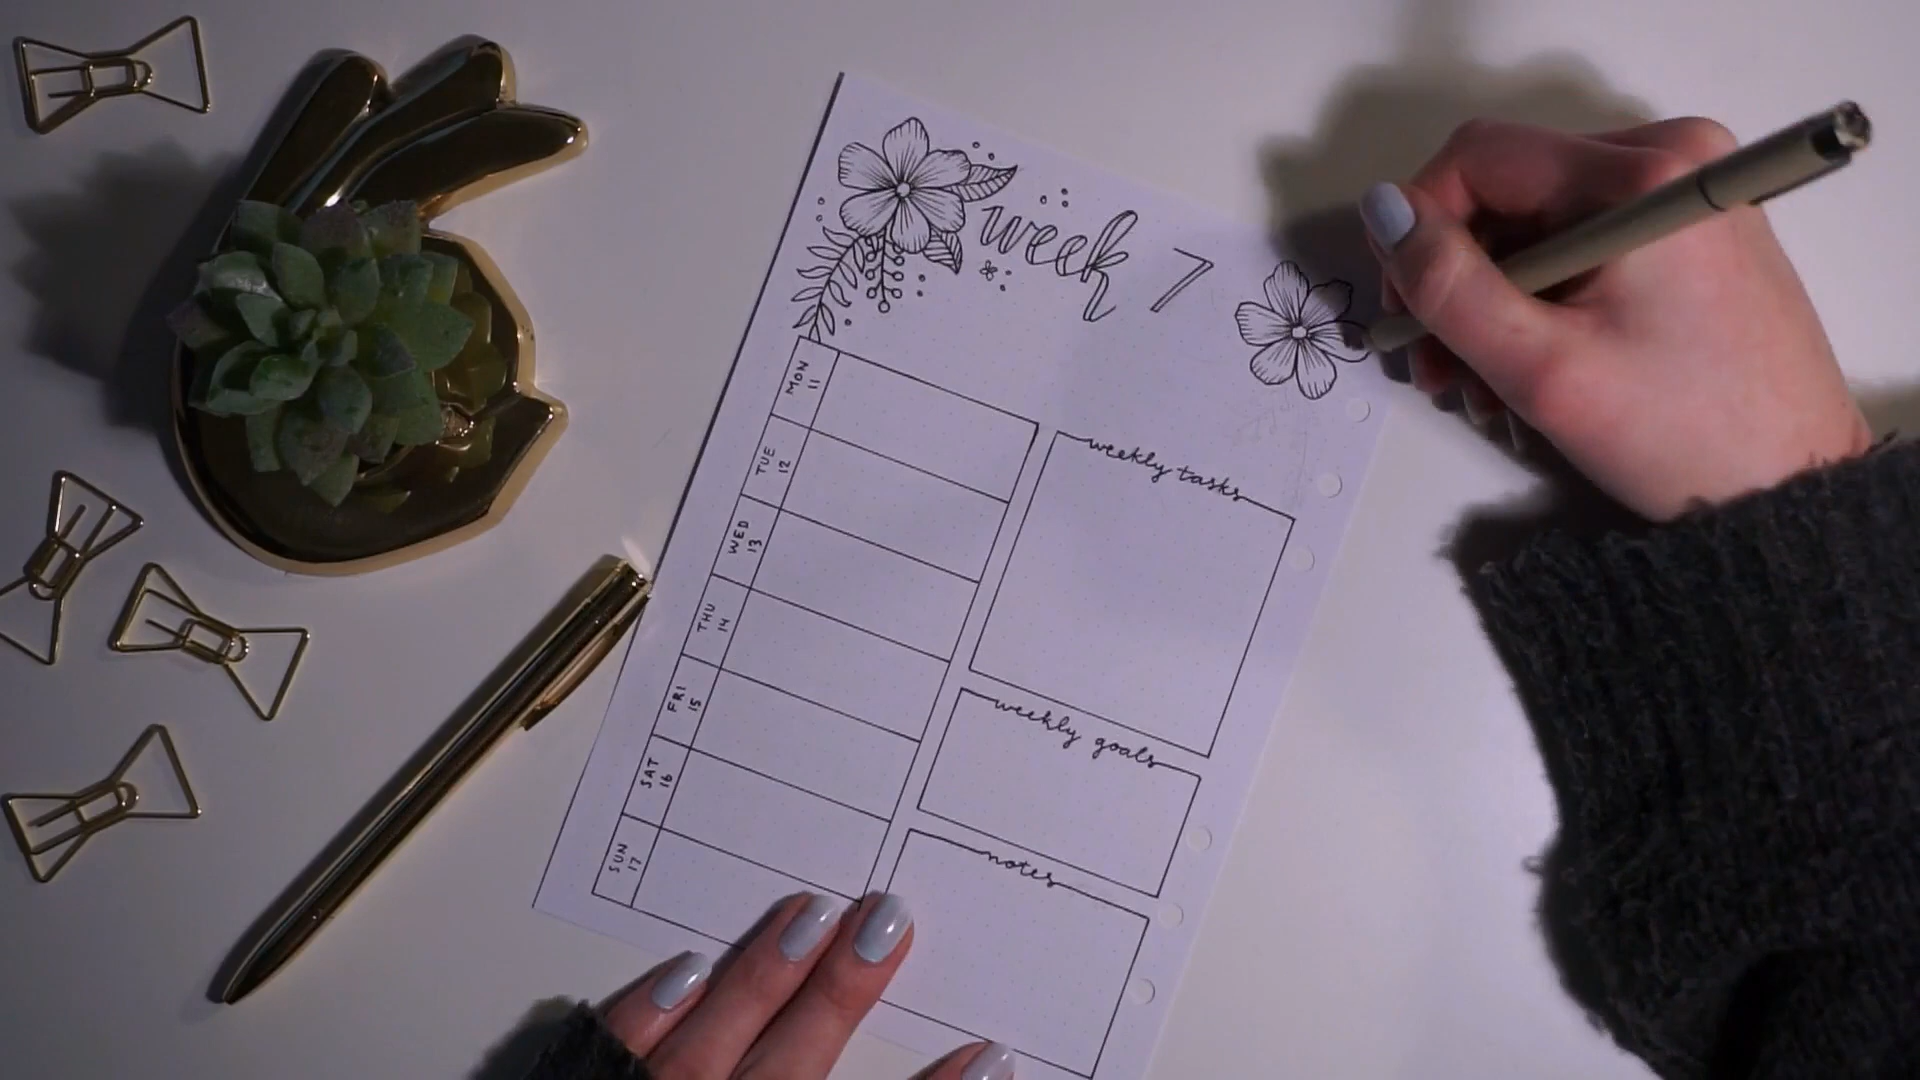 week 7
MON
11
TUE
12
WED
13
THU
14
FRI
15
SAT
16
SUN
17
weekly tasks
weekly goals
notes